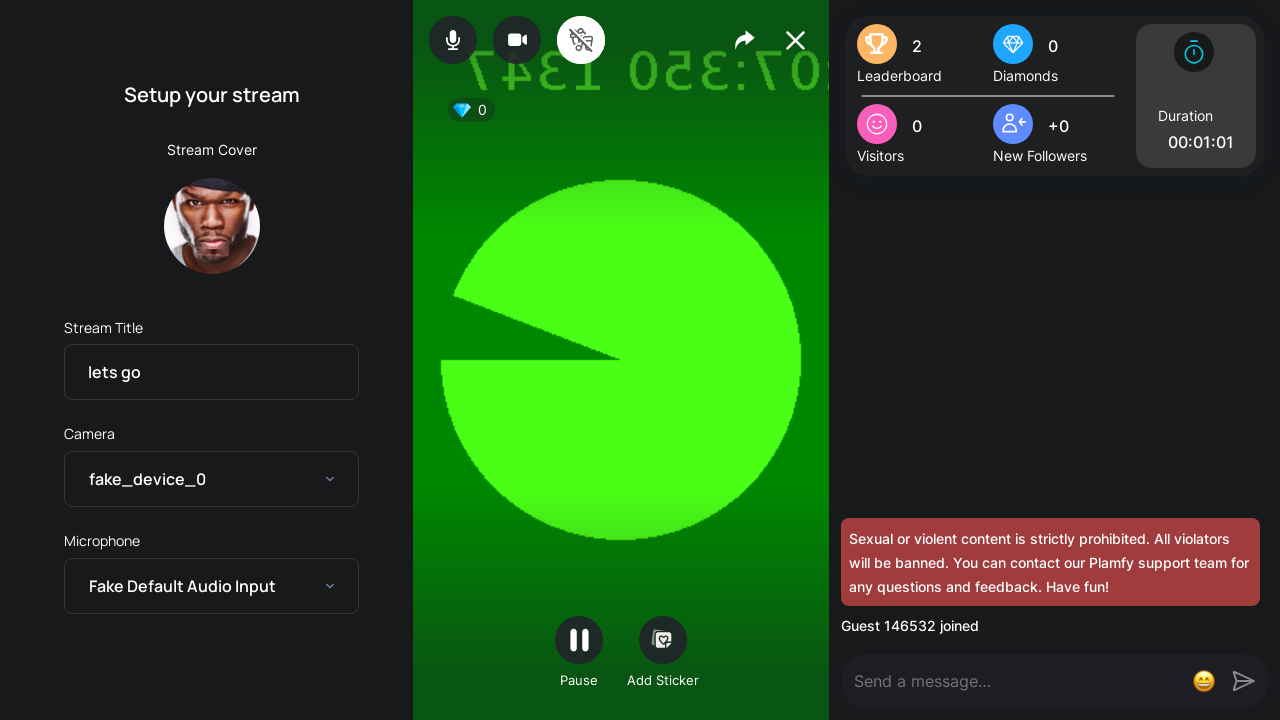 Setup your stream
Stream Cover
Stream Title
lets go
Camera
fake_device_0
Microphone
Fake Default Audio Input
:07:350 1347
0
Pause
Add Sticker
2
Leaderboard
0
Diamonds
0
Visitors
+0
New Followers
Duration
00:01:01
Sexual or violent content is strictly prohibited. All violators
will be banned. You can contact our Plamfy support team for
any questions and feedback. Have fun!
Guest 146532 joined
Send a message...